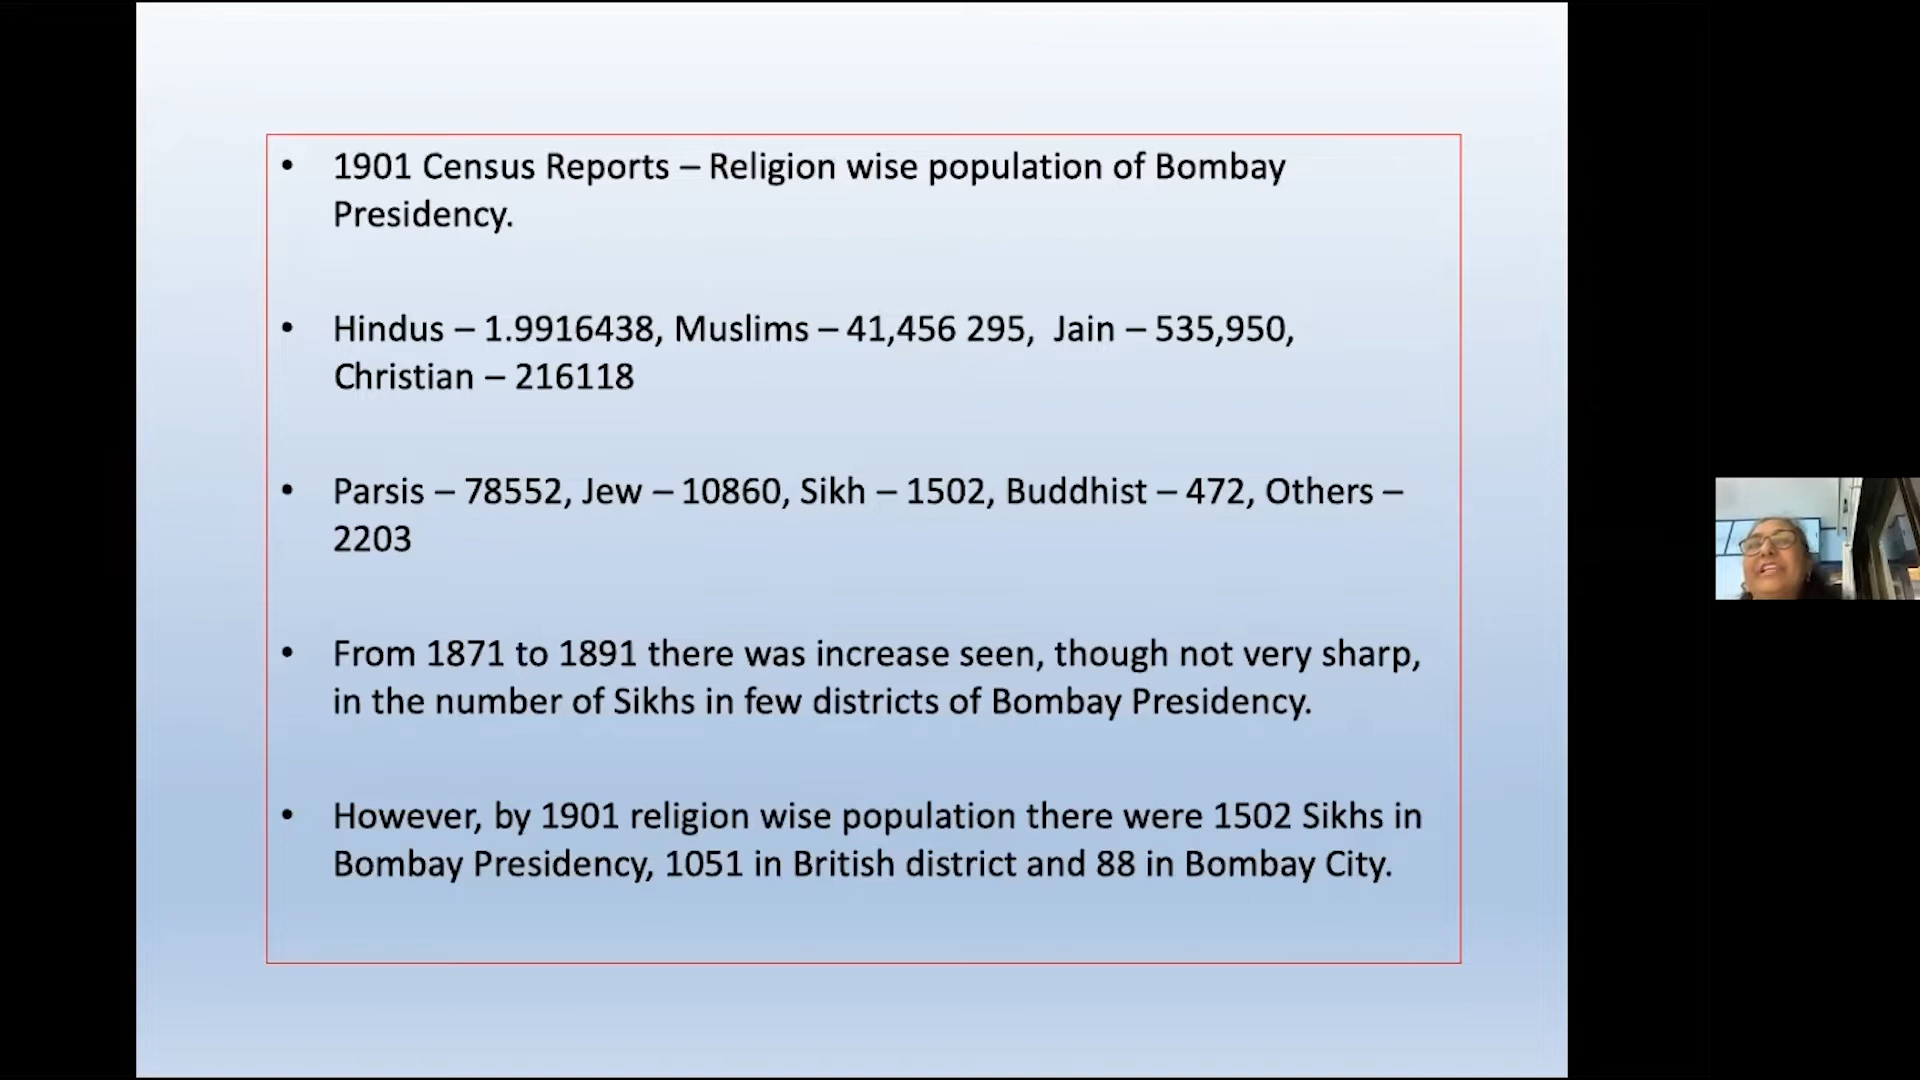 • 1901 Census Reports – Religion wise population of Bombay
Presidency.
• Hindus – 1.9916438, Muslims – 41,456 295,  Jain – 535,950,
Christian – 216118
• Parsis – 78552, Jew – 10860, Sikh – 1502, Buddhist – 472, Others –
2203
• From 1871 to 1891 there was increase seen, though not very sharp,
in the number of Sikhs in few districts of Bombay Presidency.
• However, by 1901 religion wise population there were 1502 Sikhs in
Bombay Presidency, 1051 in British district and 88 in Bombay City.